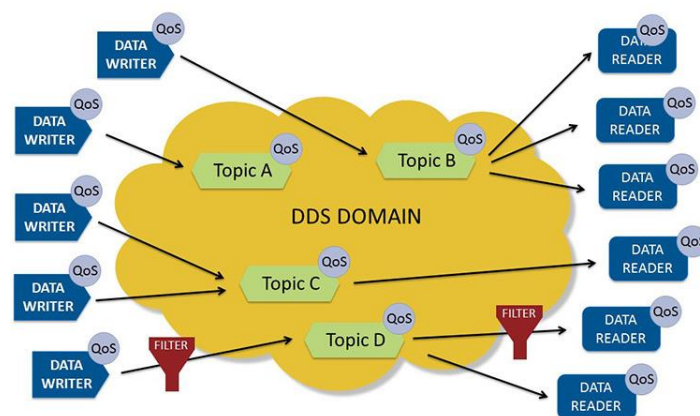 QoS
DATA
WRITER
QoS
DATA
READER
QoS
DATA
WRITER
QoS
DATA
READER
QoS
Topic A
QoS
Topic B
QoS
DATA
READER
QoS
DATA
WRITER
DDS DOMAIN
QoS
DATA
READER
QoS
DATA
WRITER
QoS
Topic C
QoS
Topic D
FILTER
QoS
DATA
READER
QoS
DATA
WRITER
FILTER
QoS
DATA
READER